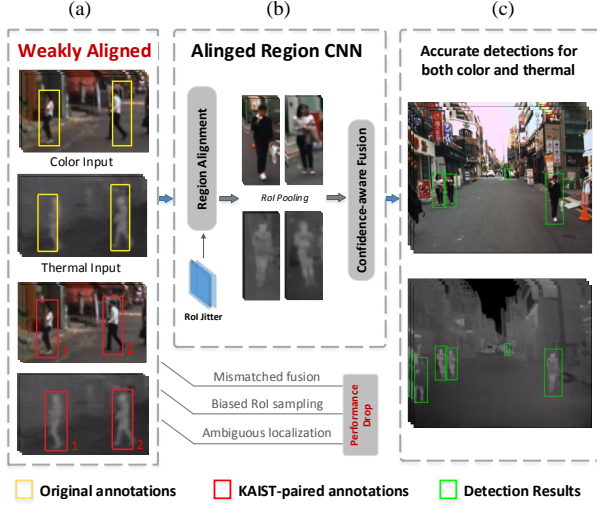 (a)
(b)
(c)
Weakly Aligned
Color Input
Thermal Input
1
2
1
2
Alinged Region CNN
Region Alignment
RoI Jitter
RoI Pooling
Confidence-aware Fusion
Mismatched fusion
Biased RoI sampling
Ambiguous localization
Performance
Drop
Accurate detections for
both color and thermal
Original annotations
KAIST-paired annotations
Detection Results